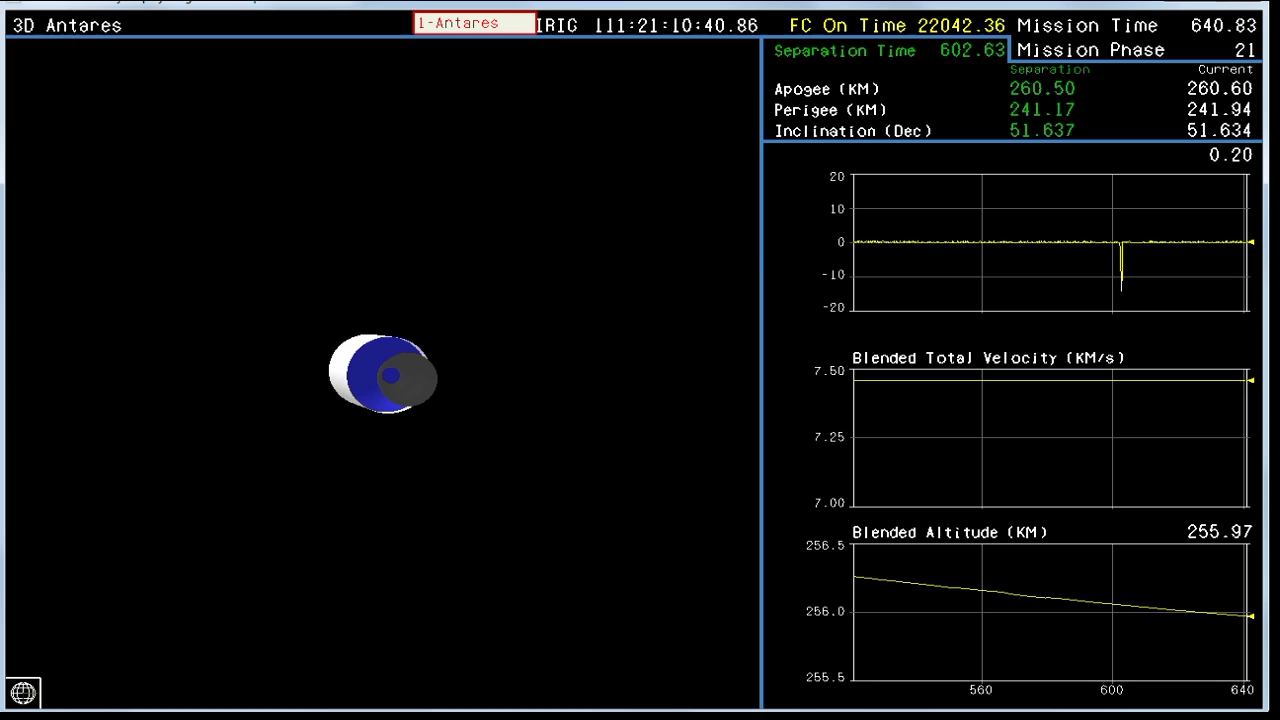 3D Antares
1-Antares
IRIG 111:21:10:40.86
FC On Time 22042.36
Mission Time 640.83
Separation Time 602.63
Mission Phase 21
Separation Current
Apogee (KM) 260.50 260.60
Perigee (KM) 241.17 241.94
Inclination (Dec) 51.637 51.634
0.20
20
10
0
-10
-20
Blended Total Velocity (KM/s)
7.50
7.25
7.00
Blended Altitude (KM) 255.97
256.5
256.0
255.5
560 600 640